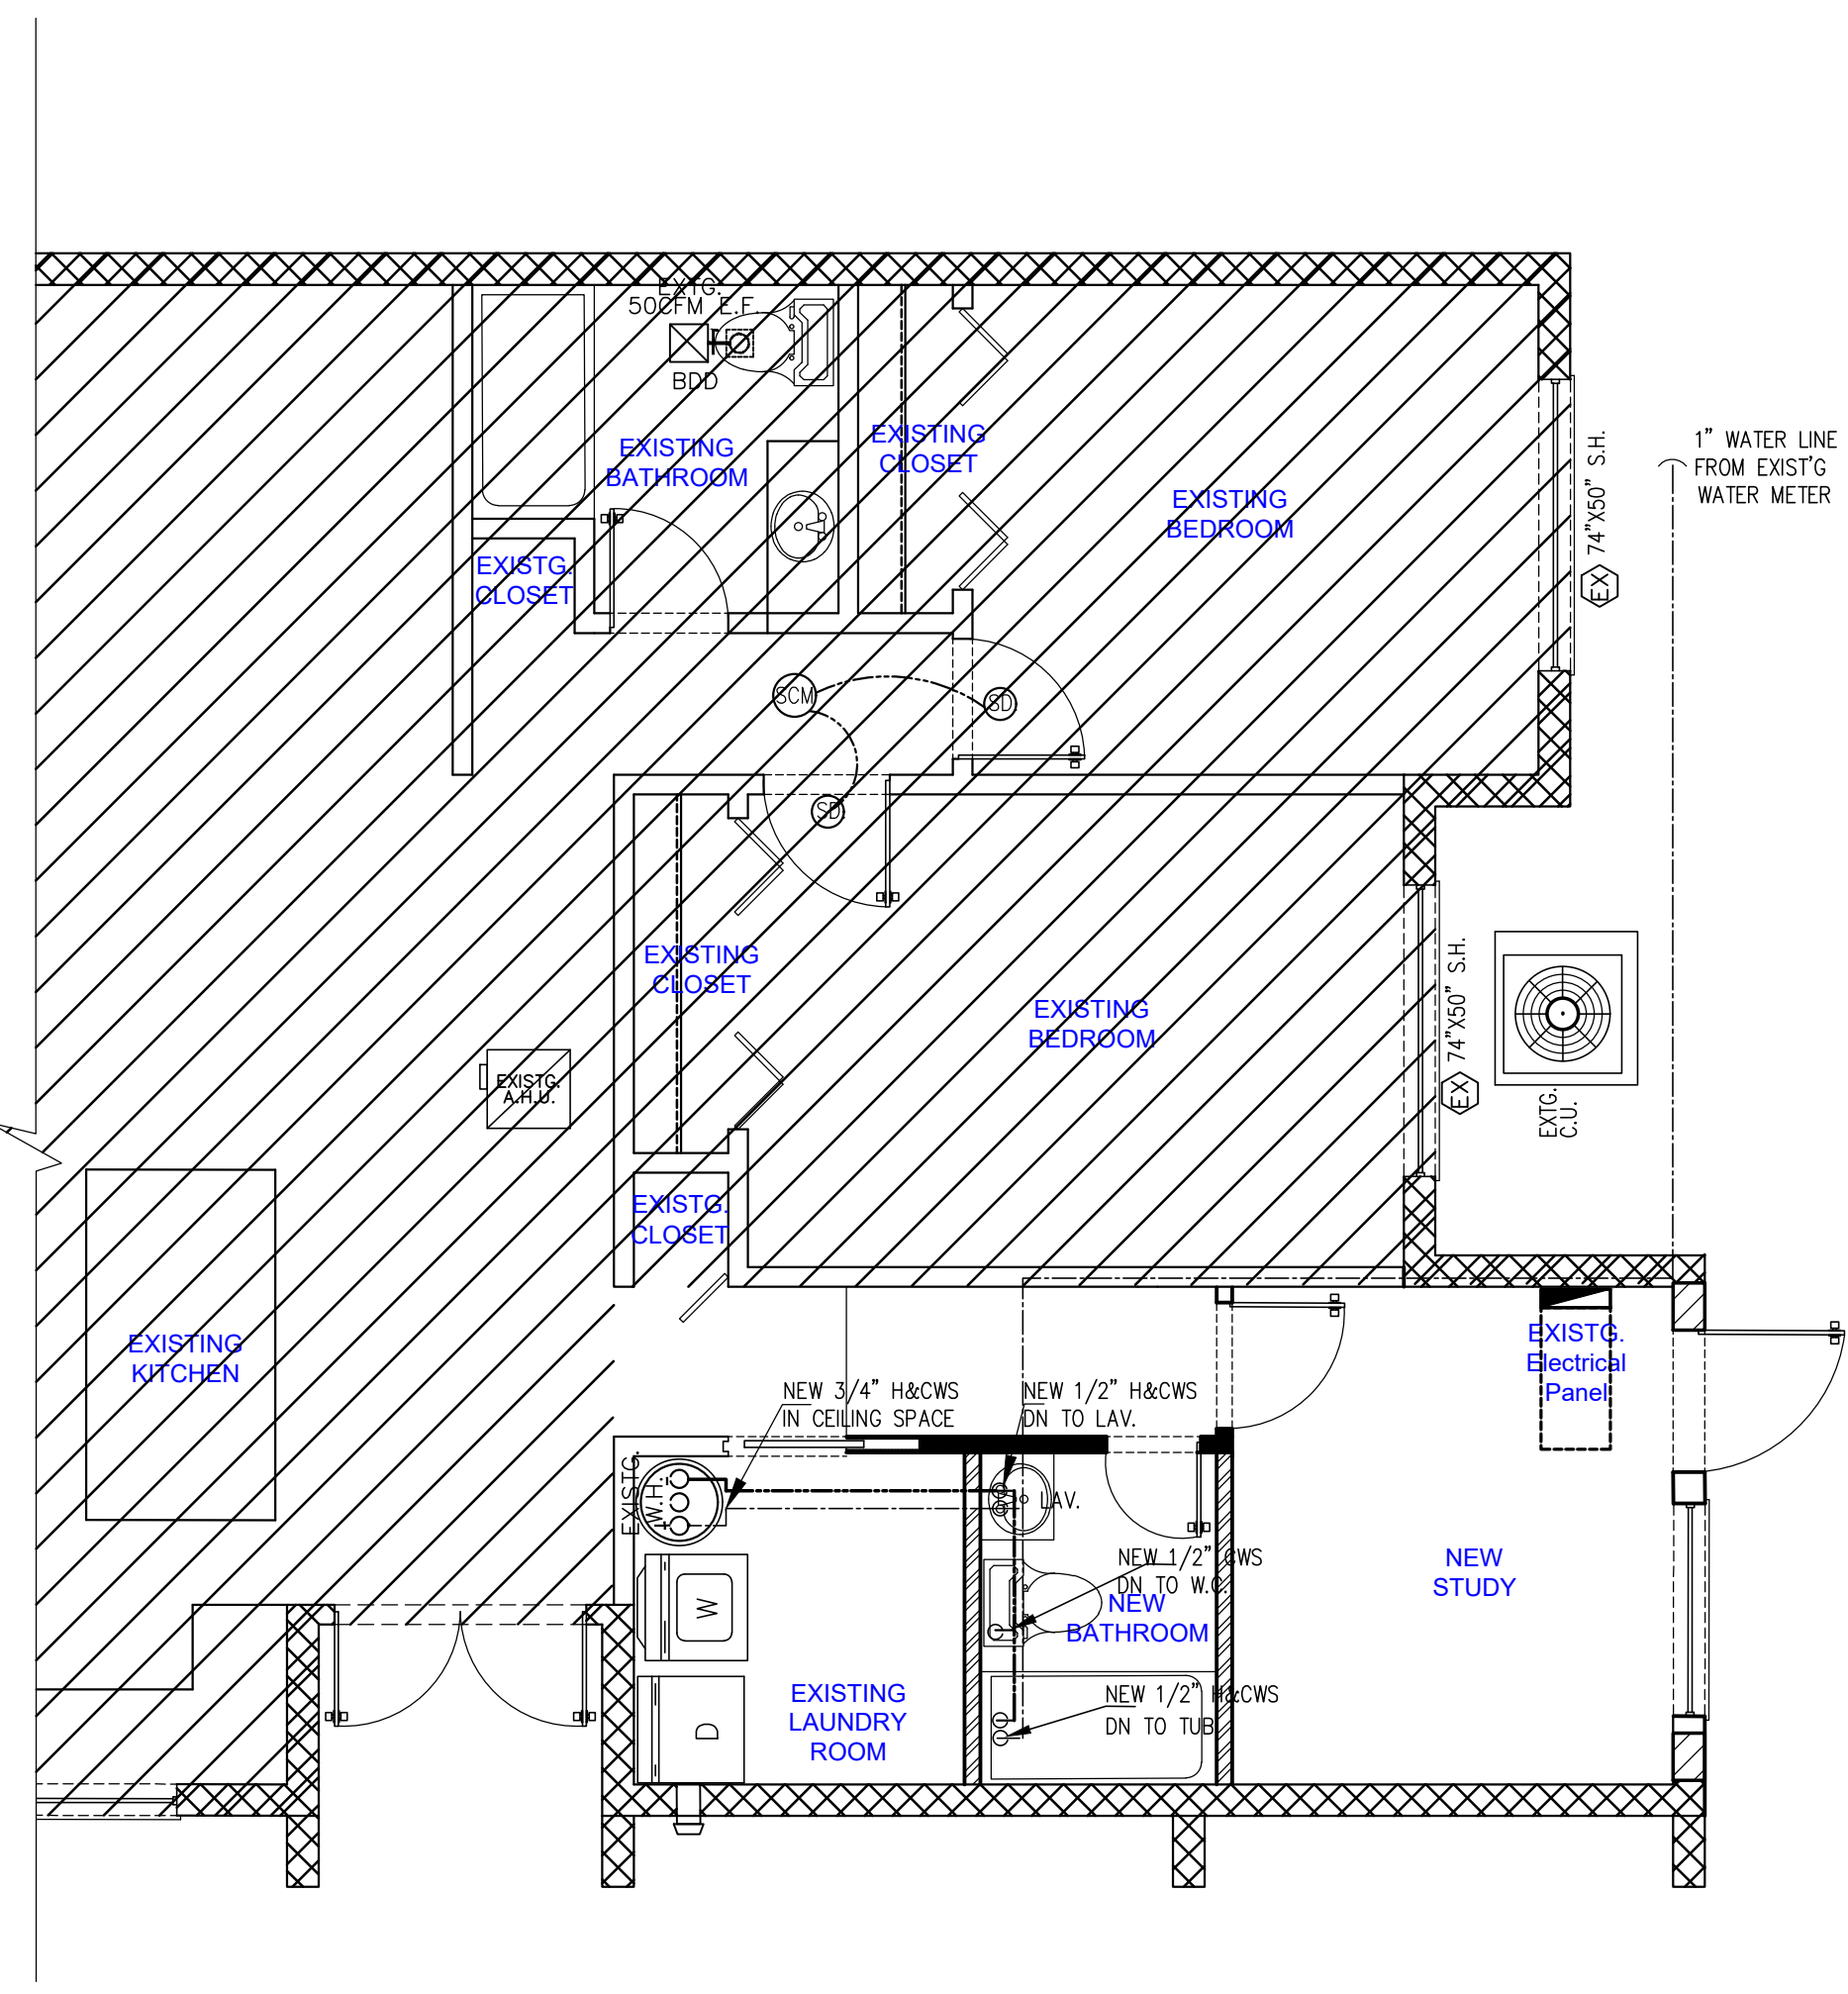 EXTG.
50CFM E.F.
BDD
EXISTING
BATHROOM
EXISTING
CLOSET
EXISTING
BEDROOM
74"X50" S.H.
EX
1" WATER LINE
FROM EXIST'G
WATER METER
EXISTG.
CLOSET
SCM
SD.
SD.
EXISTING
CLOSET
EXISTING
BEDROOM
74"X50" S.H.
EX
EXTG.
C.U.
EXISTG.
A.H.U.
EXISTG.
CLOSET
EXISTING
KITCHEN
EXISTG.
Electrical
Panel
NEW 3/4" H&CWS
IN CEILING SPACE
NEW 1/2" H&CWS
DN TO LAV.
EXISTG.
W.H.
LAV.
NEW 1/2" CWS
DN TO W.C.
NEW
BATHROOM
NEW
STUDY
W
D
EXISTING
LAUNDRY
ROOM
NEW 1/2" H&CWS
DN TO TUB